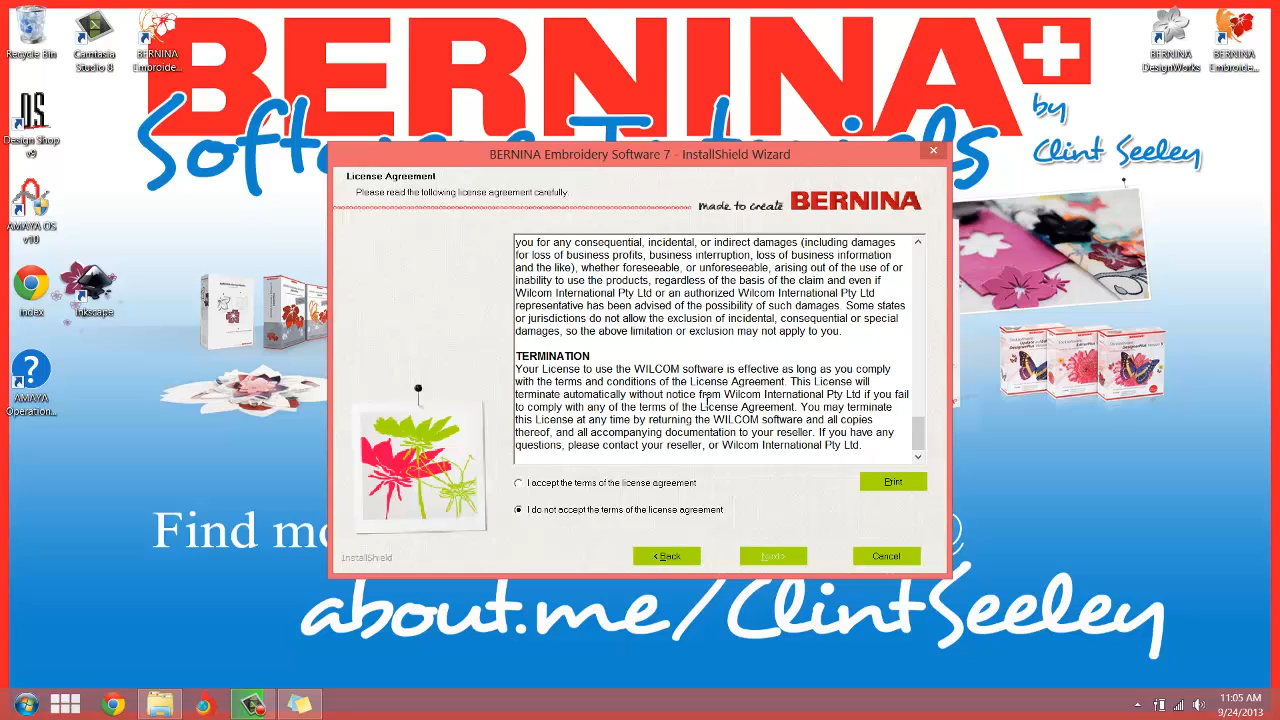 Recycle Bin
Camtasia Studio 8
BERNINA Embroide...
BERNINA
BERNINA DesignWorks
BERNINA Embroide...
by
Clint Seeley
Design Shop v9
AMAYA OS v10
Index
Inkscape
AMAYA Operation...
BERNINA Embroidery Software 7 - InstallShield Wizard
License Agreement
Please read the following license agreement carefully.
made to create BERNINA
you for any consequential, incidental, or indirect damages (including damages
for loss of business profits, business interruption, loss of business information
and the like), whether foreseeable, or unforeseeable, arising out of the use of or
inability to use the products, regardless of the basis of the claim and even if
Wilcom International Pty Ltd or an authorized Wilcom International Pty Ltd
representative has been advised of the possibility of such damages. Some states
or jurisdictions do not allow the exclusion of incidental, consequential or special
damages, so the above limitation or exclusion may not apply to you.
TERMINATION
Your License to use the WILCOM software is effective as long as you comply
with the terms and conditions of the License Agreement. This License will
terminate automatically without notice from Wilcom International Pty Ltd if you fail
to comply with any of the terms of the License Agreement. You may terminate
this License at any time by returning the WILCOM software and all copies
thereof, and all accompanying documentation to your reseller. If you have any
questions, please contact your reseller, or Wilcom International Pty Ltd.
I accept the terms of the license agreement
Print
I do not accept the terms of the license agreement
InstallShield
< Back
Next >
Cancel
Find mo
@
about.me/ClintSeeley
11:05 AM
9/24/2013